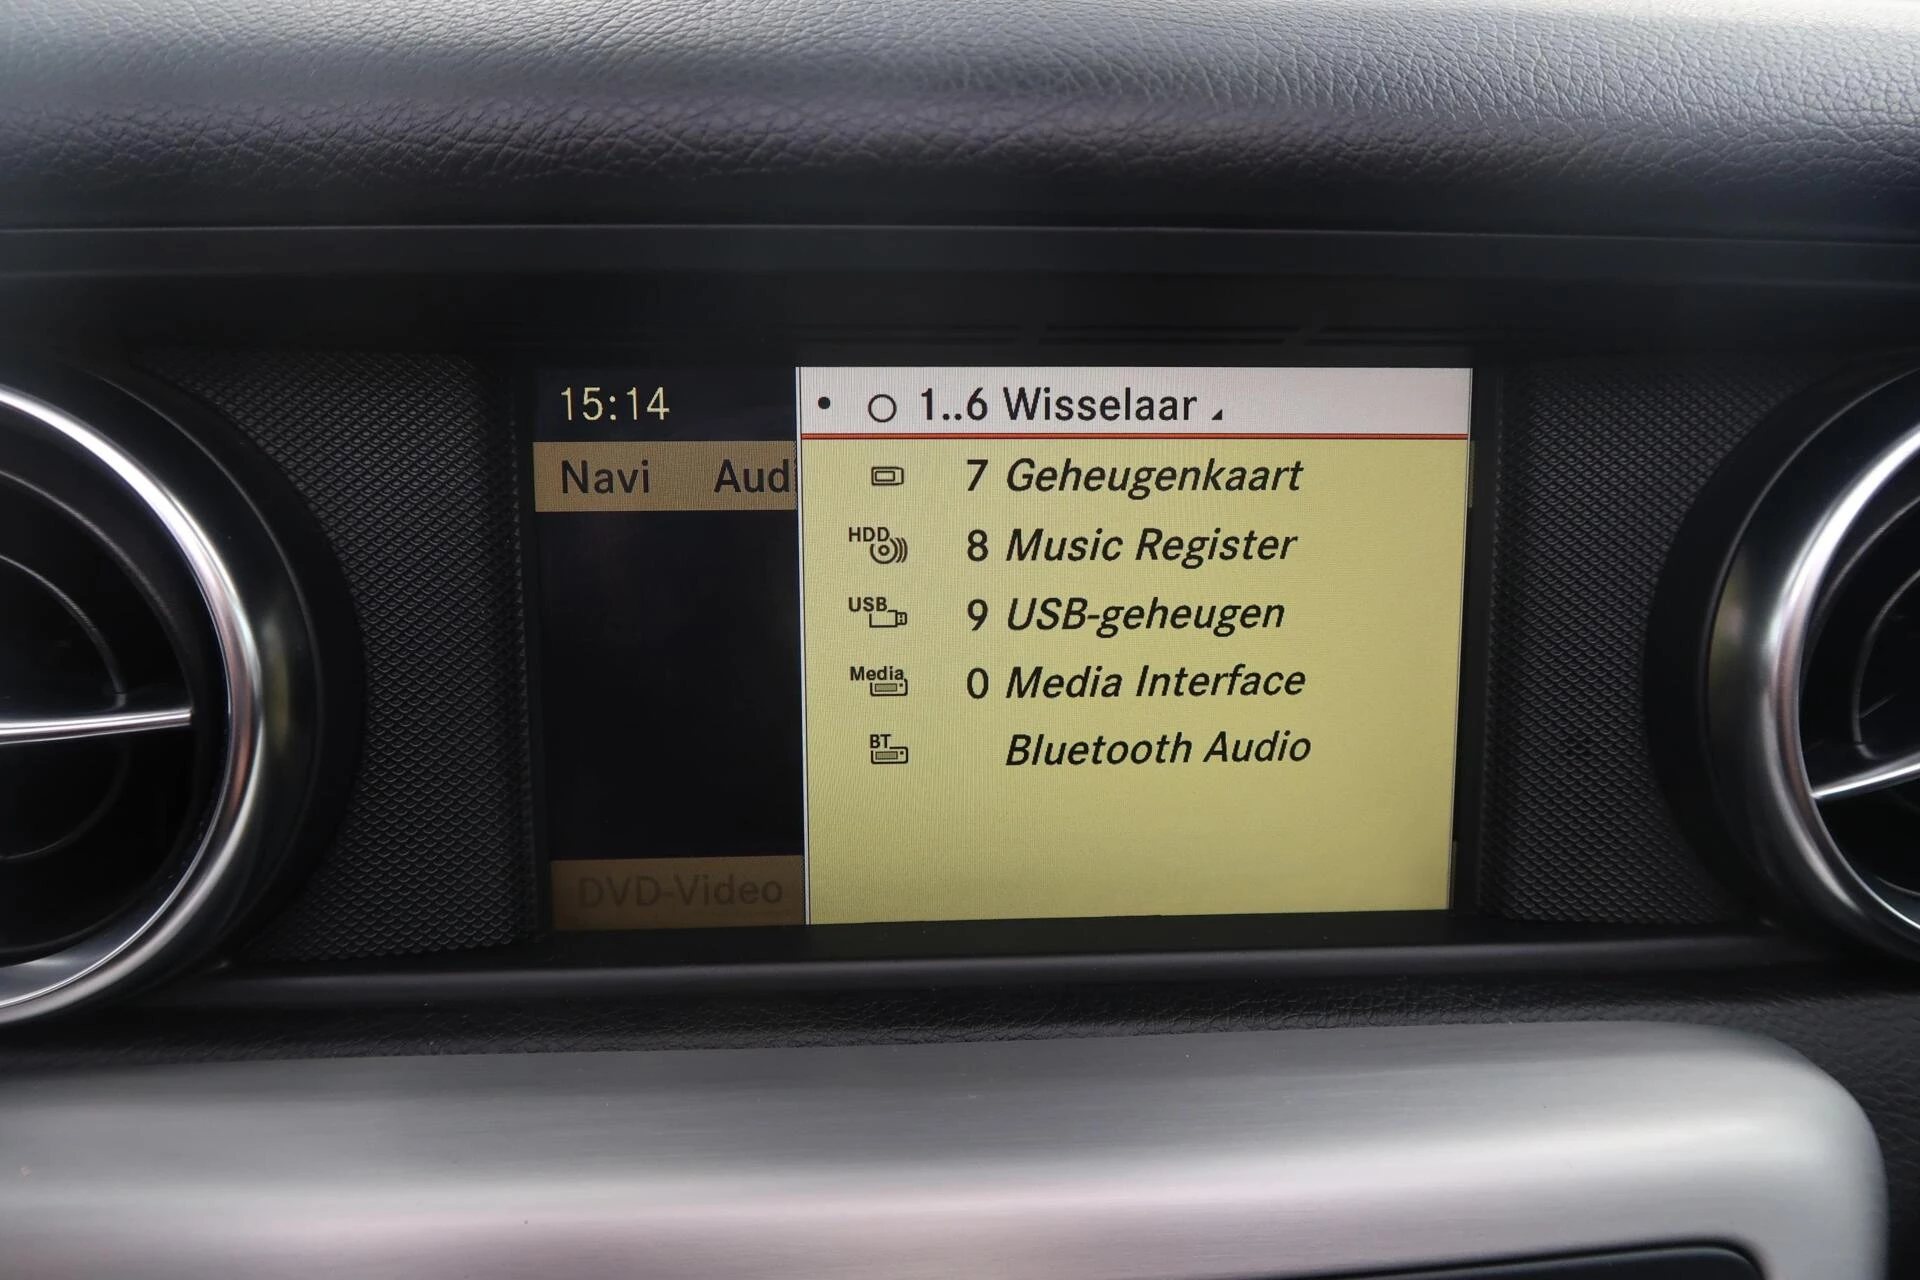 15:14
1..6 Wisselaar
Navi Audi
7 Geheugenkaart
HDD 8 Music Register
USB 9 USB-geheugen
Media 0 Media Interface
BT Bluetooth Audio
DVD-Video